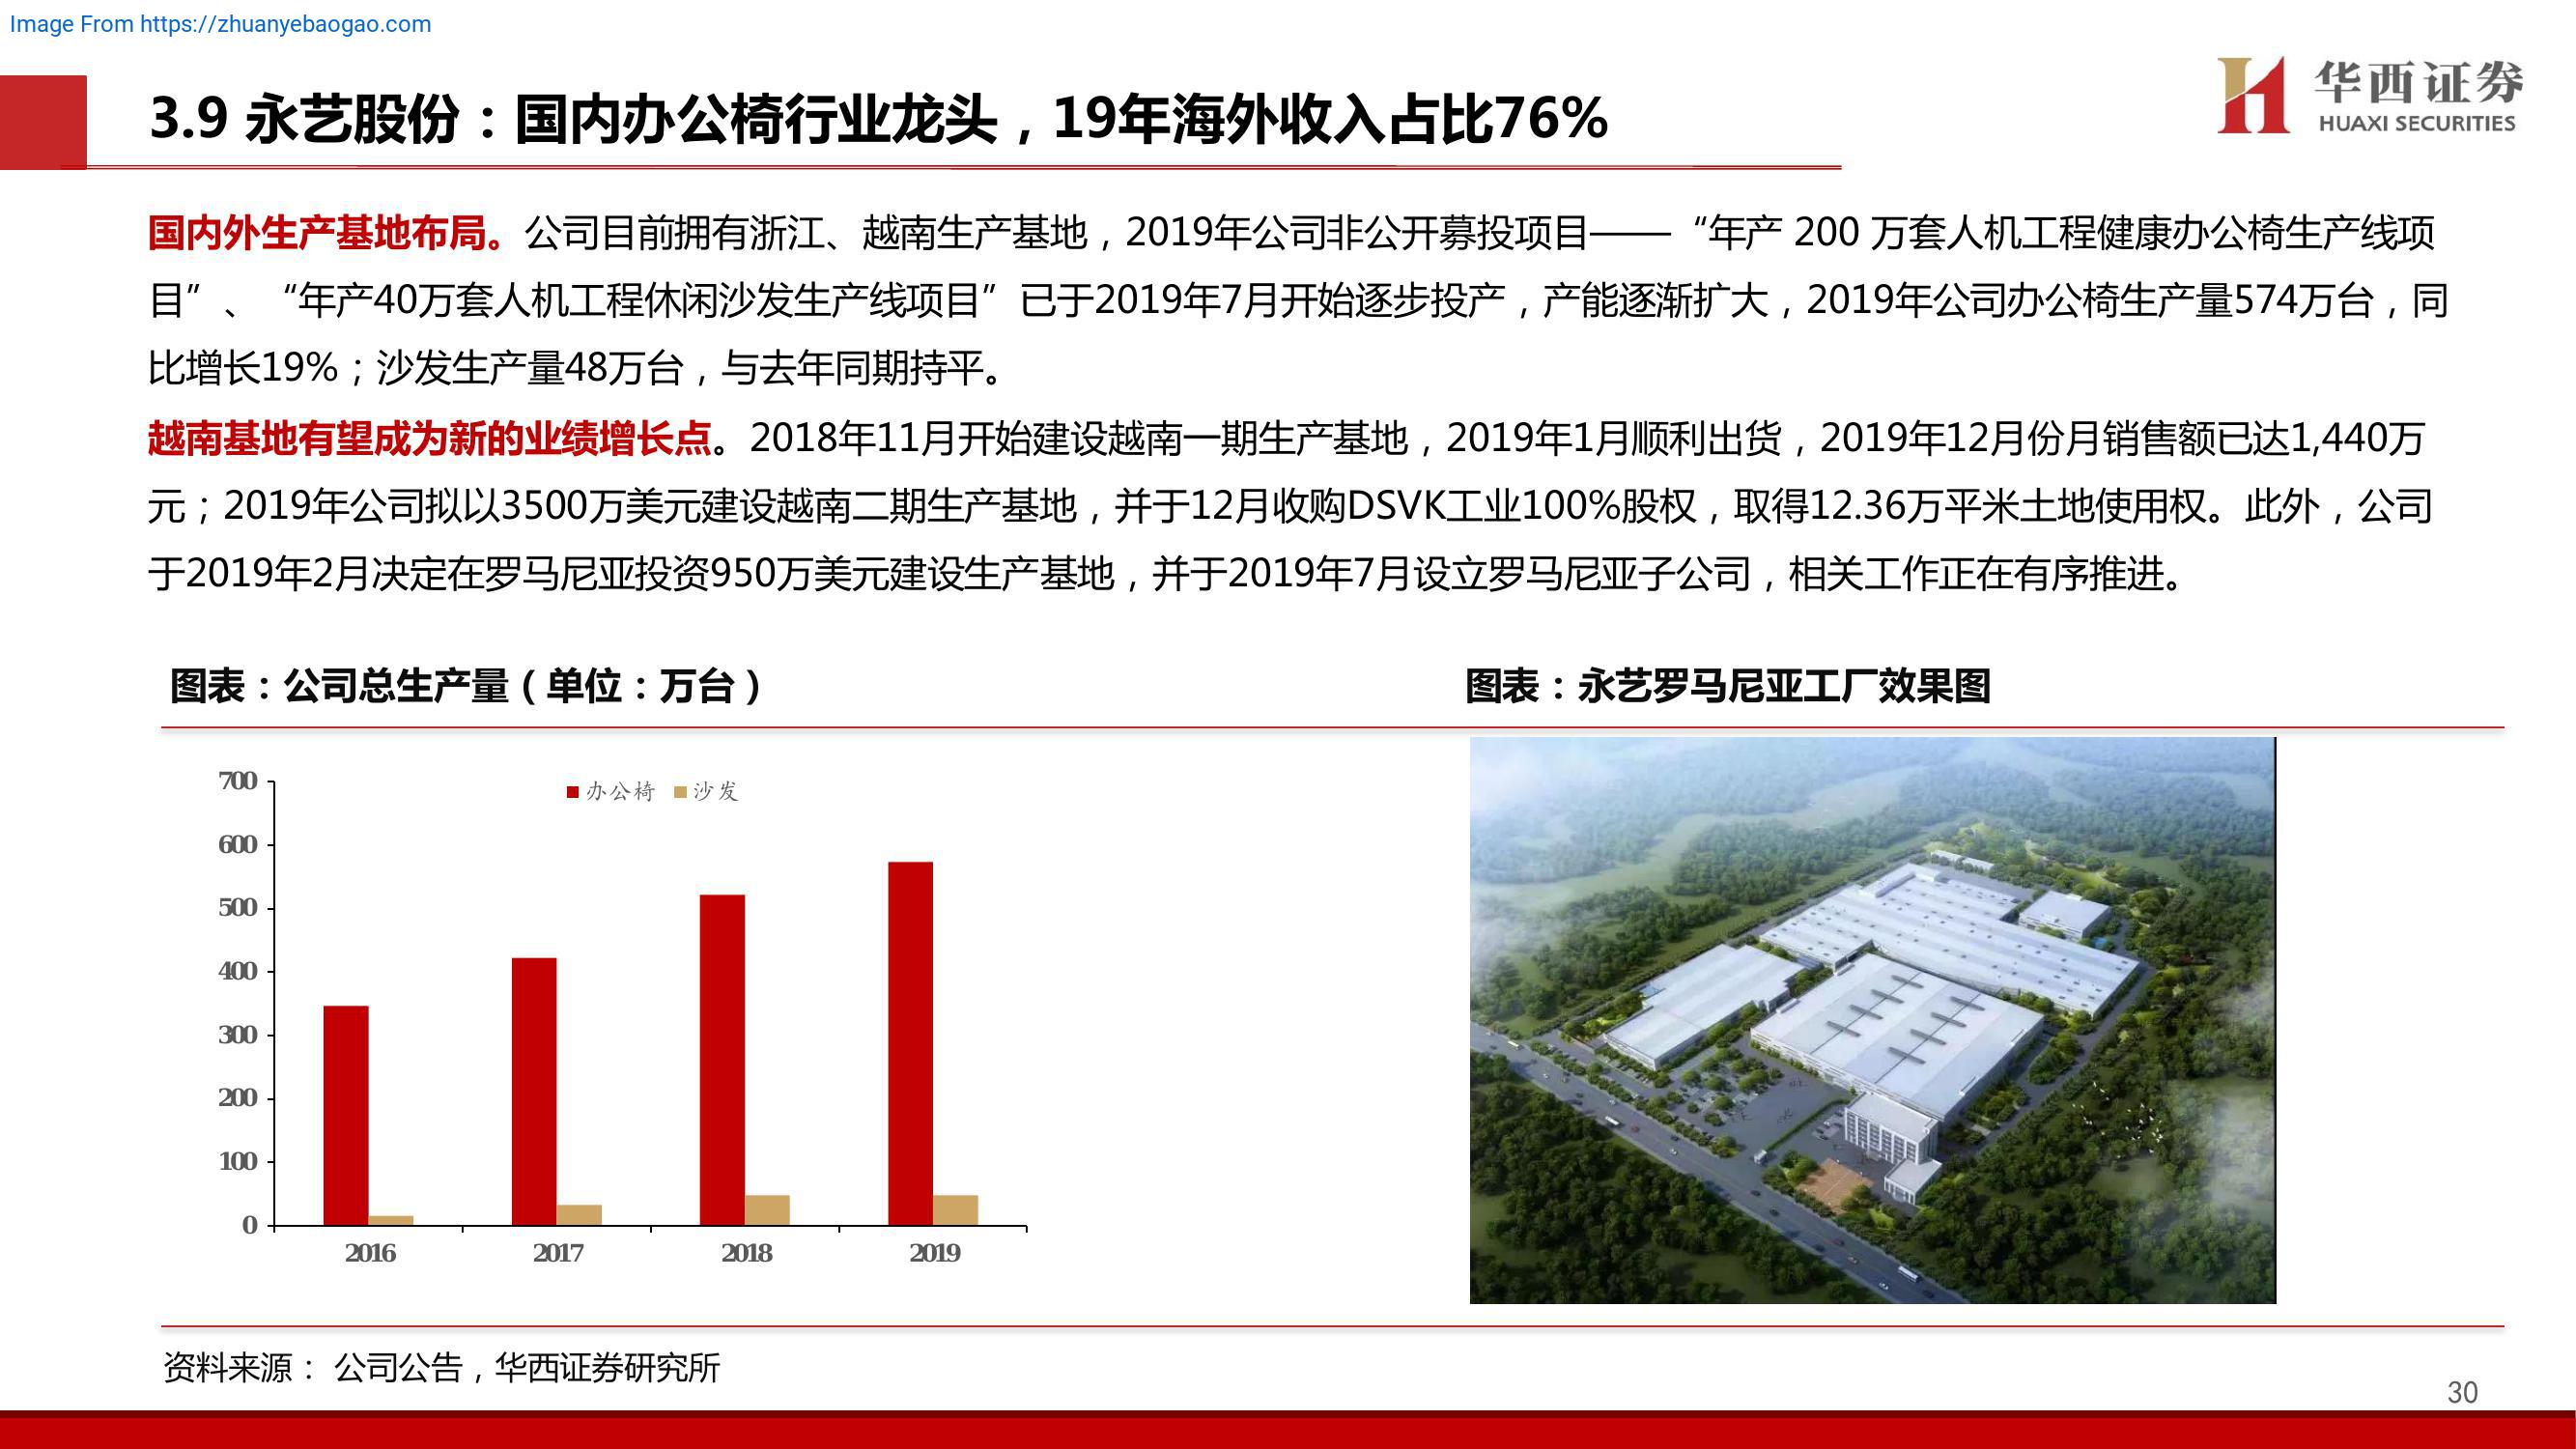 Image From https://zhuanyebaogao.com
华西证券
HUAXI SECURITIES
3.9 永艺股份：国内办公椅行业龙头，19年海外收入占比76%
国内外生产基地布局。公司目前拥有浙江、越南生产基地，2019年公司非公开募投项目——“年产 200 万套人机工程健康办公椅生产线项
目”、“年产40万套人机工程休闲沙发生产线项目”已于2019年7月开始逐步投产，产能逐渐扩大，2019年公司办公椅生产量574万台，同
比增长19%；沙发生产量48万台，与去年同期持平。
越南基地有望成为新的业绩增长点。2018年11月开始建设越南一期生产基地，2019年1月顺利出货，2019年12月份月销售额已达1,440万
元；2019年公司拟以3500万美元建设越南二期生产基地，并于12月收购DSVK工业100%股权，取得12.36万平米土地使用权。此外，公司
于2019年2月决定在罗马尼亚投资950万美元建设生产基地，并于2019年7月设立罗马尼亚子公司，相关工作正在有序推进。
图表：公司总生产量（单位：万台）
办公椅 沙发
700
600
500
400
300
200
100
0
2016 2017 2018 2019
图表：永艺罗马尼亚工厂效果图
资料来源： 公司公告，华西证券研究所
30